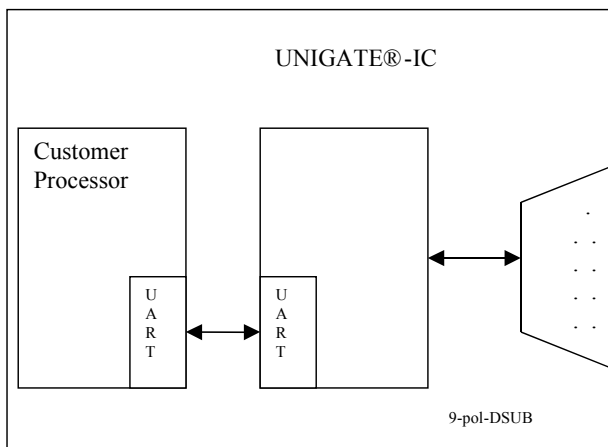 UNIGATE®-IC
Customer
Processor
U
A
R
T
U
A
R
T
9-pol-DSUB